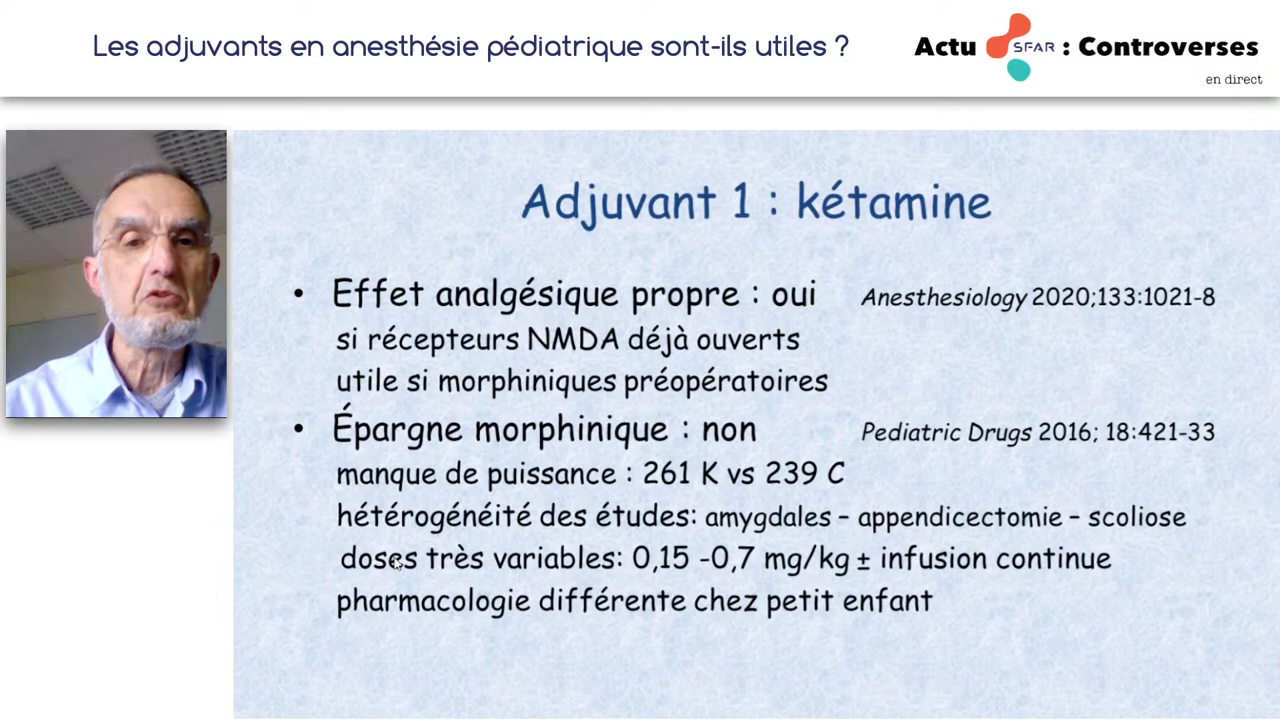 Les adjuvants en anesthésie pédiatrique sont-ils utiles ?
Actu SFAR : Controverses
en direct
Adjuvant 1 : kétamine
• Effet analgésique propre : oui Anesthesiology 2020;133:1021-8
si récepteurs NMDA déjà ouverts
utile si morphiniques préopératoires
• Épargne morphinique : non Pediatric Drugs 2016; 18:421-33
manque de puissance : 261 K vs 239 C
hétérogénéité des études: amygdales – appendicectomie – scoliose
doses très variables: 0,15 -0,7 mg/kg ± infusion continue
pharmacologie différente chez petit enfant